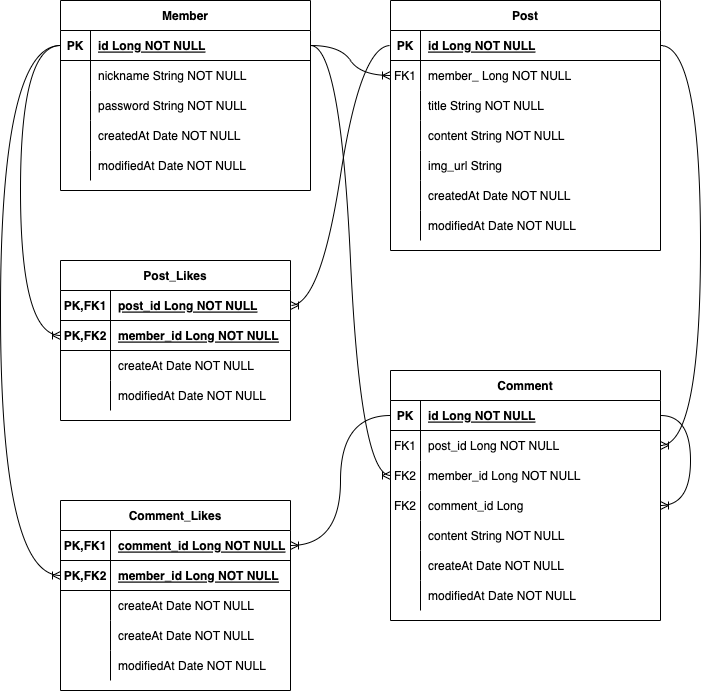 Member
PK id Long NOT NULL
nickname String NOT NULL
password String NOT NULL
createdAt Date NOT NULL
modifiedAt Date NOT NULL
Post
PK id Long NOT NULL
FK1 member_ Long NOT NULL
title String NOT NULL
content String NOT NULL
img_url String
createdAt Date NOT NULL
modifiedAt Date NOT NULL
Post_Likes
PK,FK1 post_id Long NOT NULL
PK,FK2 member_id Long NOT NULL
createAt Date NOT NULL
modifiedAt Date NOT NULL
Comment
PK id Long NOT NULL
FK1 post_id Long NOT NULL
FK2 member_id Long NOT NULL
FK2 comment_id Long
content String NOT NULL
createAt Date NOT NULL
modifiedAt Date NOT NULL
Comment_Likes
PK,FK1 comment_id Long NOT NULL
PK,FK2 member_id Long NOT NULL
createAt Date NOT NULL
createAt Date NOT NULL
modifiedAt Date NOT NULL